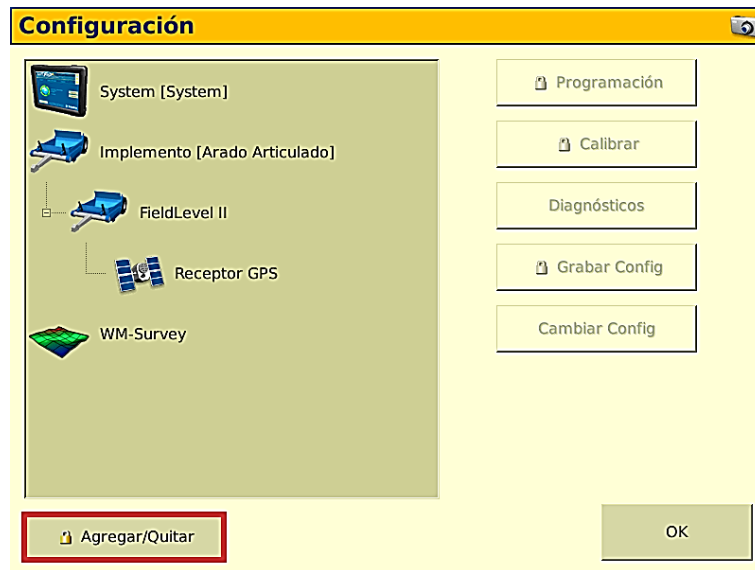 Configuración
System [System]
Implemento [Arado Articulado]
FieldLevel II
Receptor GPS
WM-Survey
Programación
Calibrar
Diagnósticos
Grabar Config
Cambiar Config
Agregar/Quitar
OK